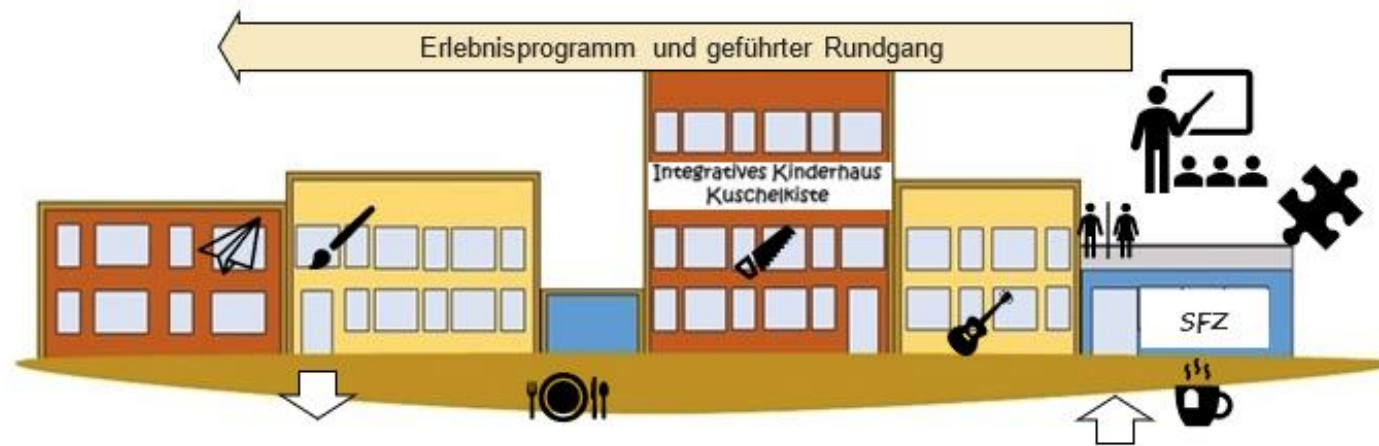 Erlebnisprogramm und geführter Rundgang
Integratives Kinderhaus
Kuschelkiste
SFZ